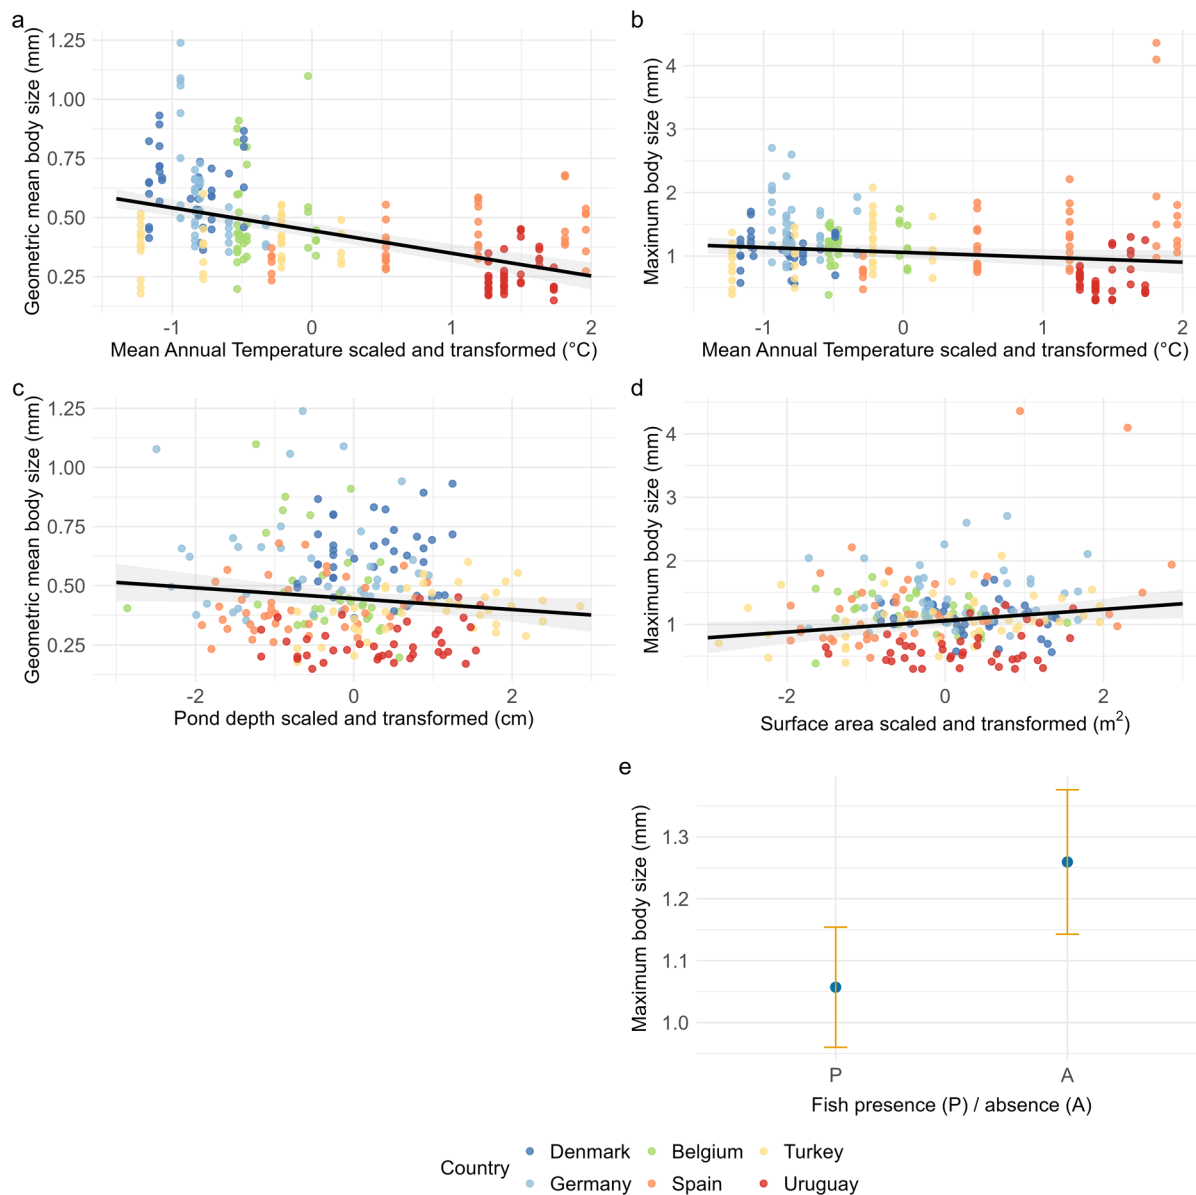 a
Geometric mean body size (mm)
1.25
1.00
0.75
0.50
0.25
-1
0
1
2
Mean Annual Temperature scaled and transformed (°C)
b
Maximum body size (mm)
4
3
2
1
-1
0
1
2
Mean Annual Temperature scaled and transformed (°C)
c
Geometric mean body size (mm)
1.25
1.00
0.75
0.50
0.25
-2
0
2
Pond depth scaled and transformed (cm)
d
Maximum body size (mm)
4
3
2
1
-2
0
2
Surface area scaled and transformed (m²)
e
Maximum body size (mm)
1.3
1.2
1.1
1.0
P
A
Fish presence (P) / absence (A)
Country
Denmark
Belgium
Turkey
Germany
Spain
Uruguay